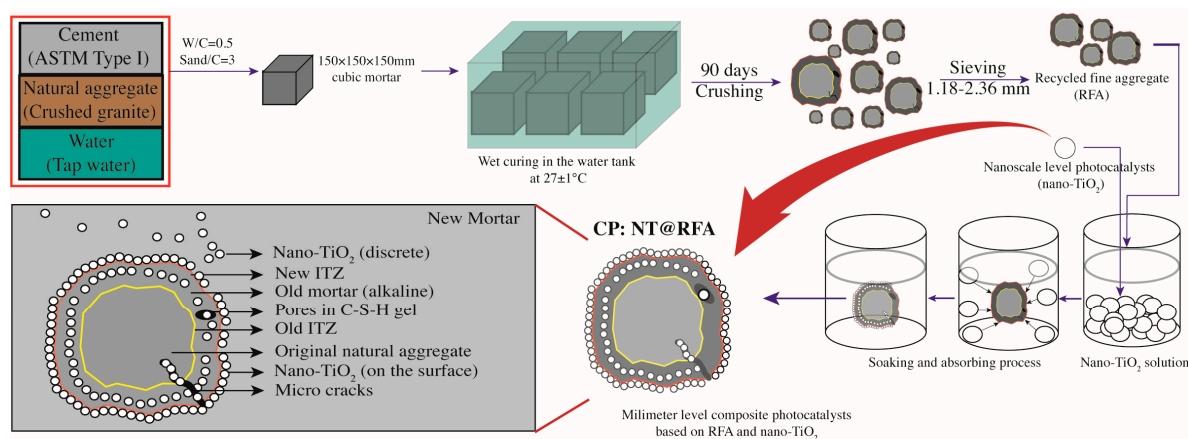 Cement
(ASTM Type I)
Natural aggregate
(Crushed granite)
Water
(Tap water)
W/C=0.5
Sand/C=3
150×150×150mm
cubic mortar
Wet curing in the water tank
at 27±1°C
90 days
Crushing
Sieving
1.18-2.36 mm
Recycled fine aggregate
(RFA)
Nanoscale level photocatalysts
(nano-TiO₂)
New Mortar
Nano-TiO₂ (discrete)
New ITZ
Old mortar (alkaline)
Pores in C-S-H gel
Old ITZ
Original natural aggregate
Nano-TiO₂ (on the surface)
Micro cracks
CP: NT@RFA
Milimeter level composite photocatalysts
based on RFA and nano-TiO₂
Soaking and absorbing process
Nano-TiO₂ solution